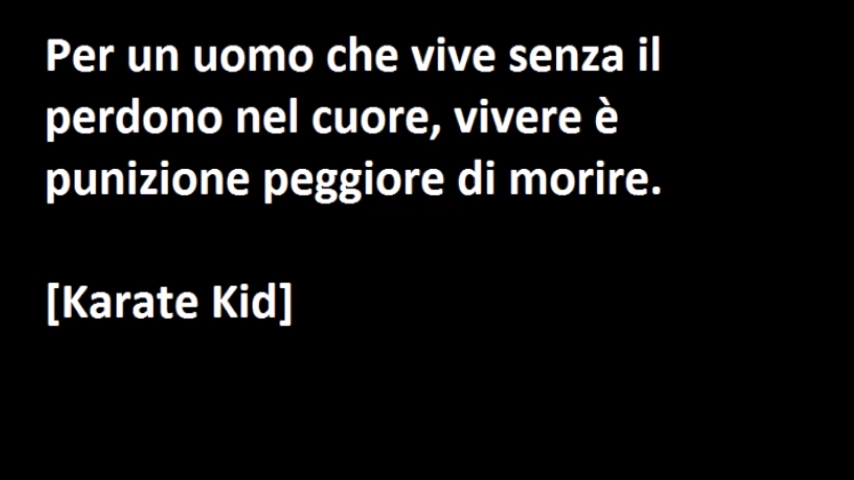 Per un uomo che vive senza il
perdono nel cuore, vivere è
punizione peggiore di morire.
[Karate Kid]